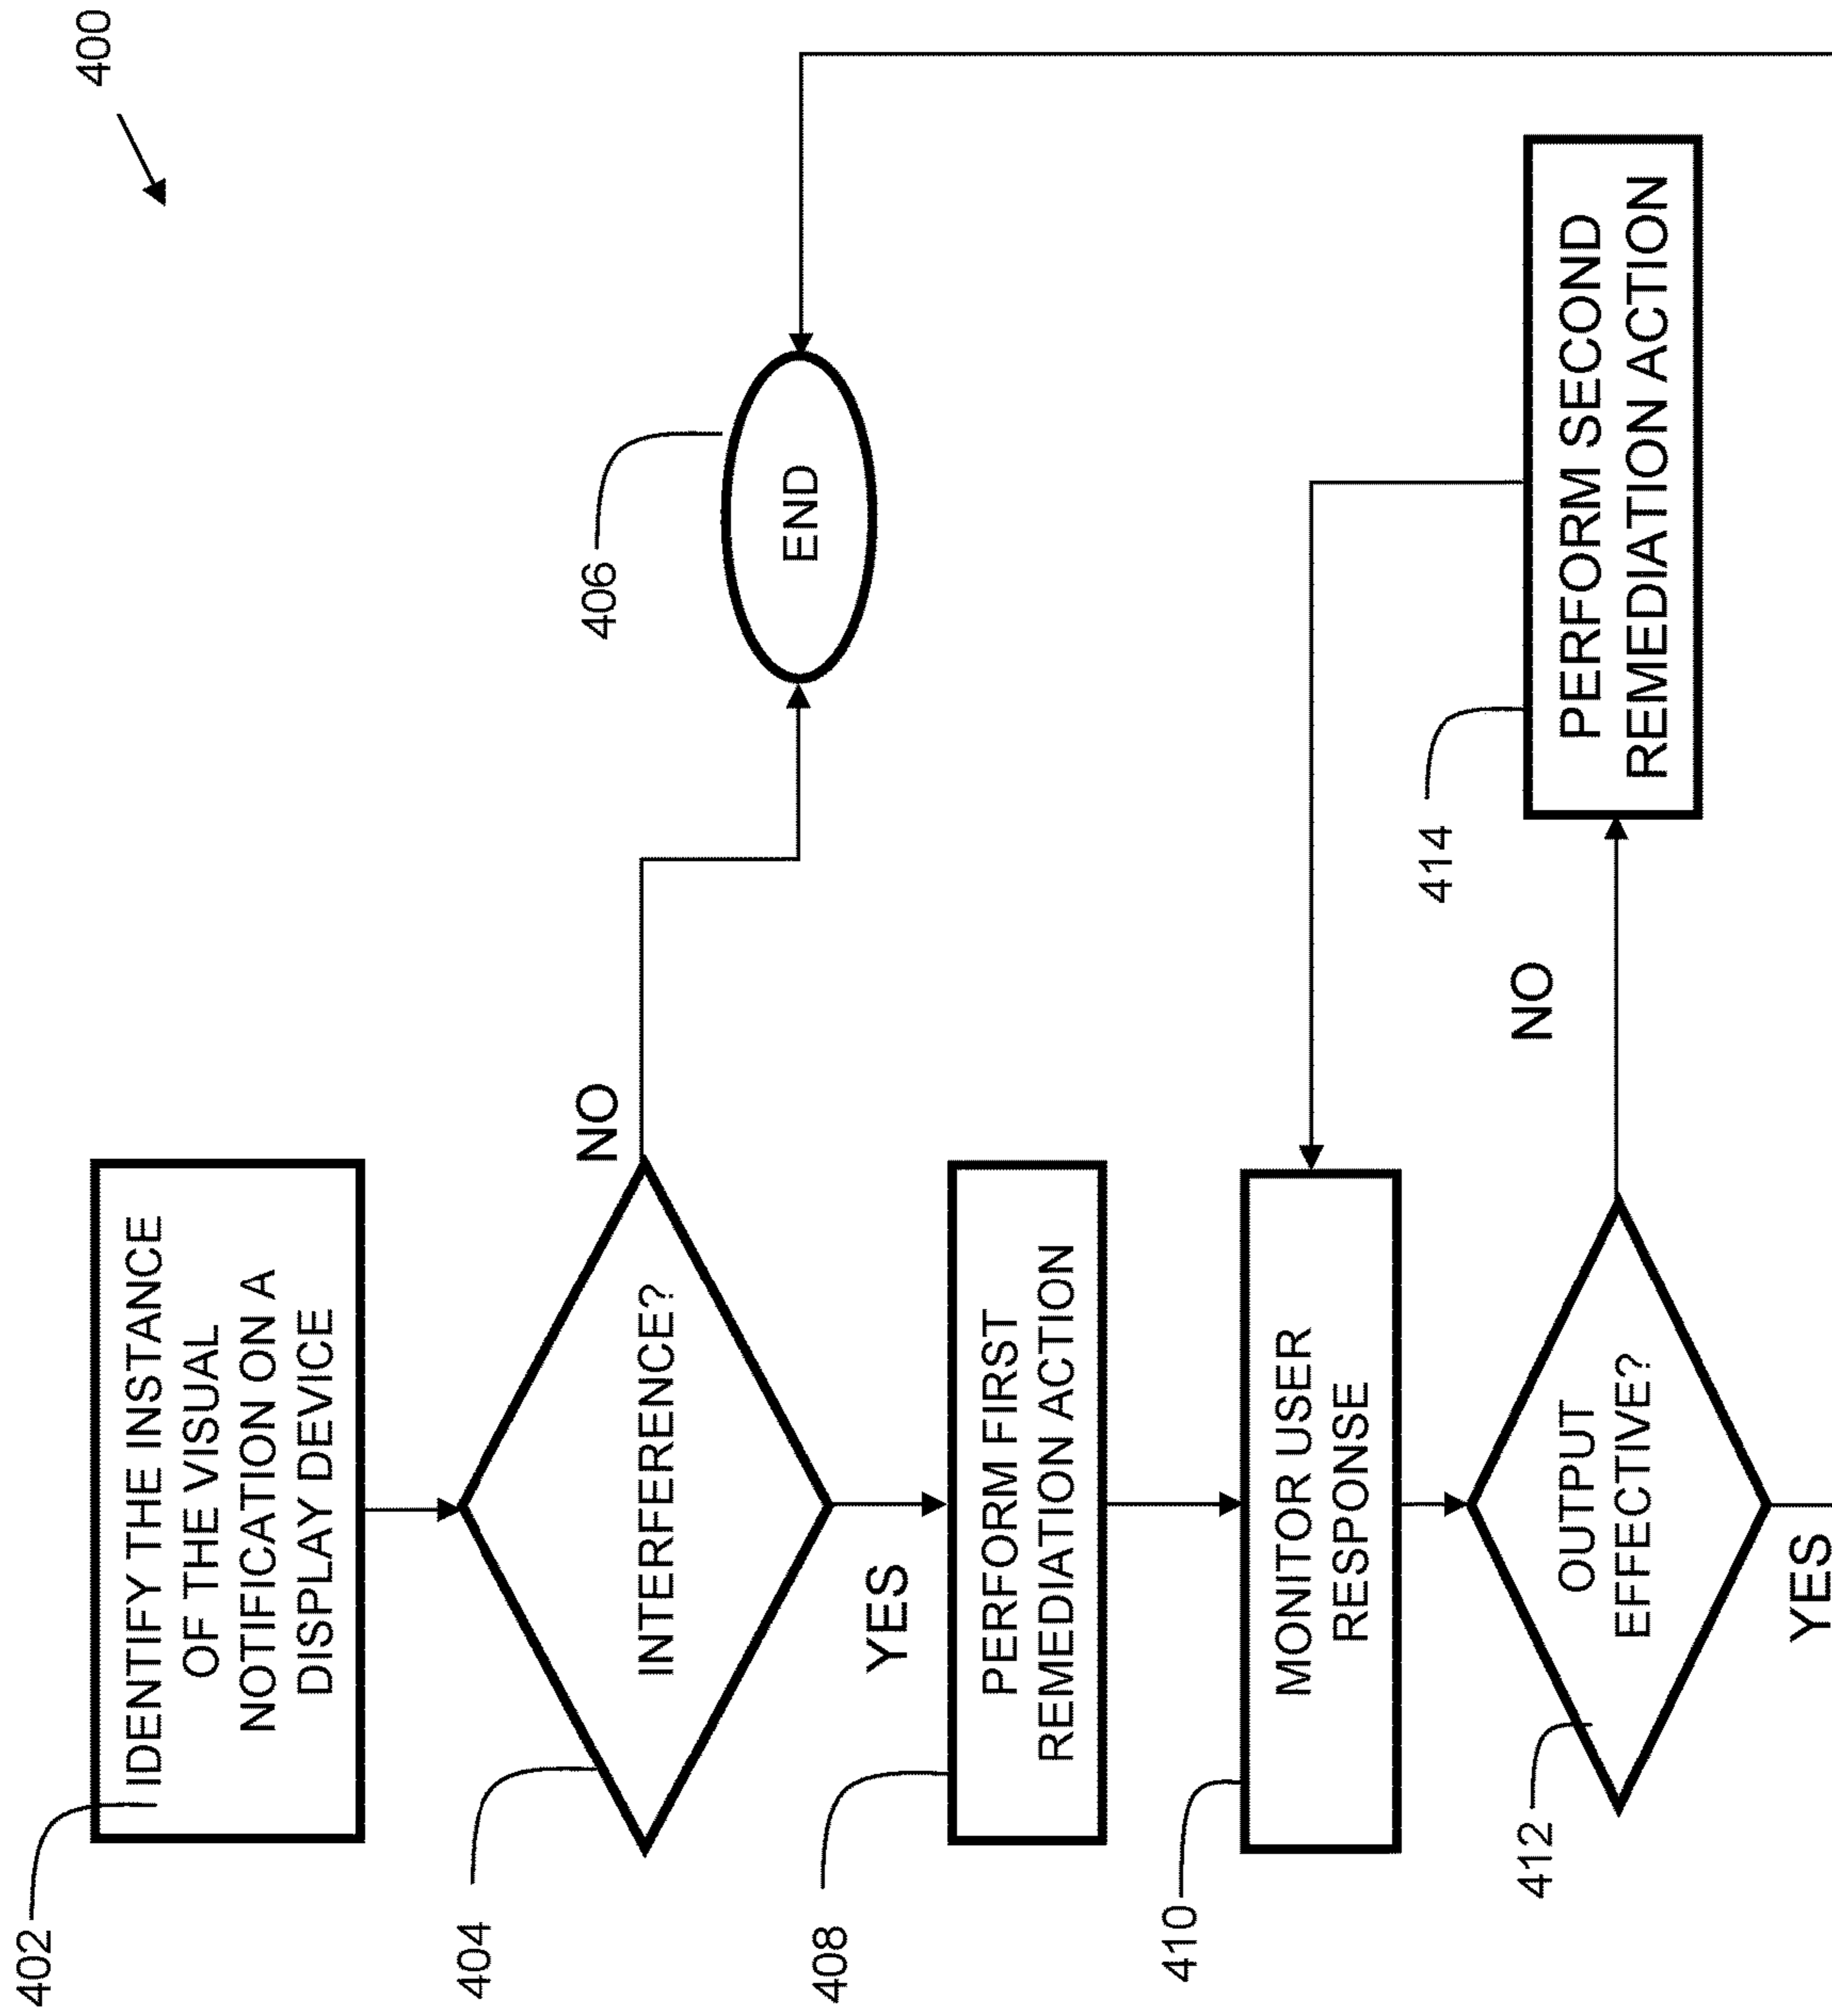 400
402
IDENTIFY THE INSTANCE
OF THE VISUAL
NOTIFICATION ON A
DISPLAY DEVICE
404
INTERFERENCE?
NO
406
END
YES
408
PERFORM FIRST
REMEDIATION ACTION
410
MONITOR USER
RESPONSE
412
OUTPUT
EFFECTIVE?
NO
414
PERFORM SECOND
REMEDIATION ACTION
YES